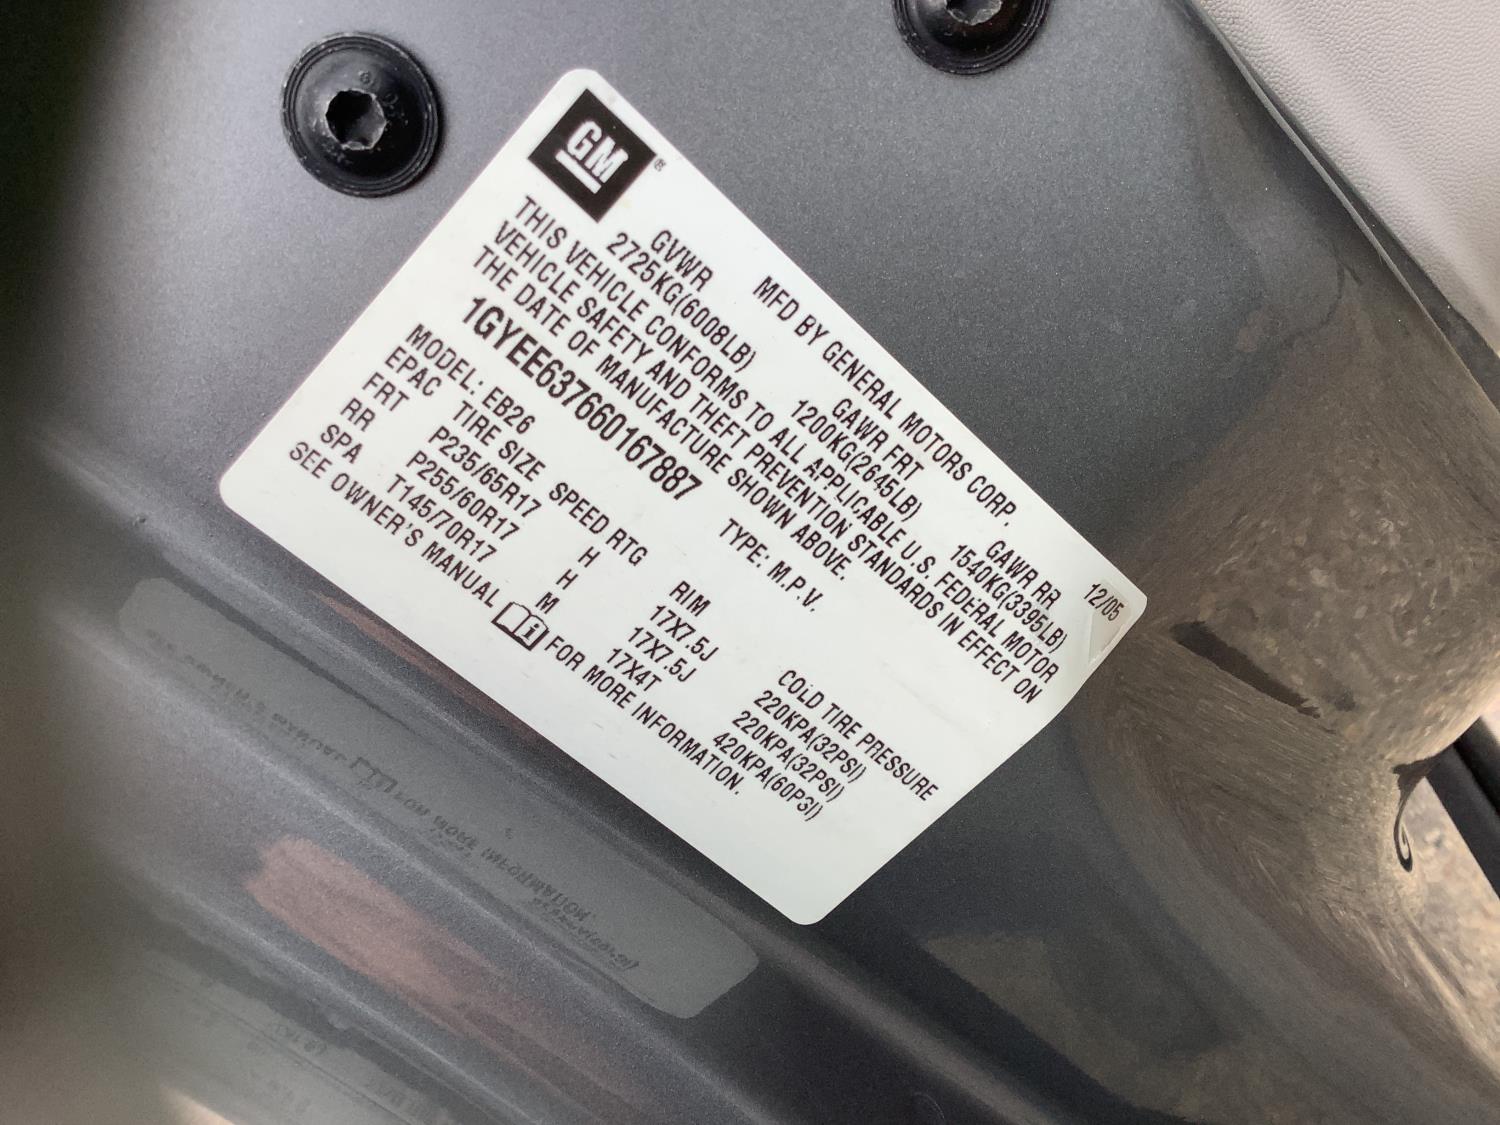 GM®
MFD BY GENERAL MOTORS CORP. 12/05
GVWR GAWR FRT GAWR RR
2725KG(6008LB) 1200KG(2645LB) 1540KG(3395LB)
THIS VEHICLE CONFORMS TO ALL APPLICABLE U.S. FEDERAL MOTOR
VEHICLE SAFETY AND THEFT PREVENTION STANDARDS IN EFFECT ON
THE DATE OF MANUFACTURE SHOWN ABOVE.
1GYEE637660167887 TYPE: M.P.V.
MODEL: EB26
EPAC TIRE SIZE SPEED RTG RIM COLD TIRE PRESSURE
FRT P235/65R17 H 17X7.5J 220KPA(32PSI)
RR P255/60R17 H 17X7.5J 220KPA(32PSI)
SPA T145/70R17 M 17X4T 420KPA(60PSI)
SEE OWNER'S MANUAL FOR MORE INFORMATION.